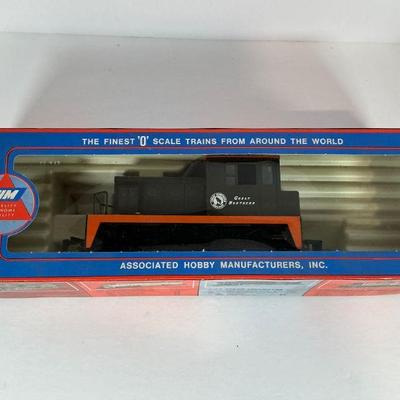 THE FINEST 'O' SCALE TRAINS FROM AROUND THE WORLD
GREAT
NORTHERN
ASSOCIATED HOBBY MANUFACTURERS, INC.